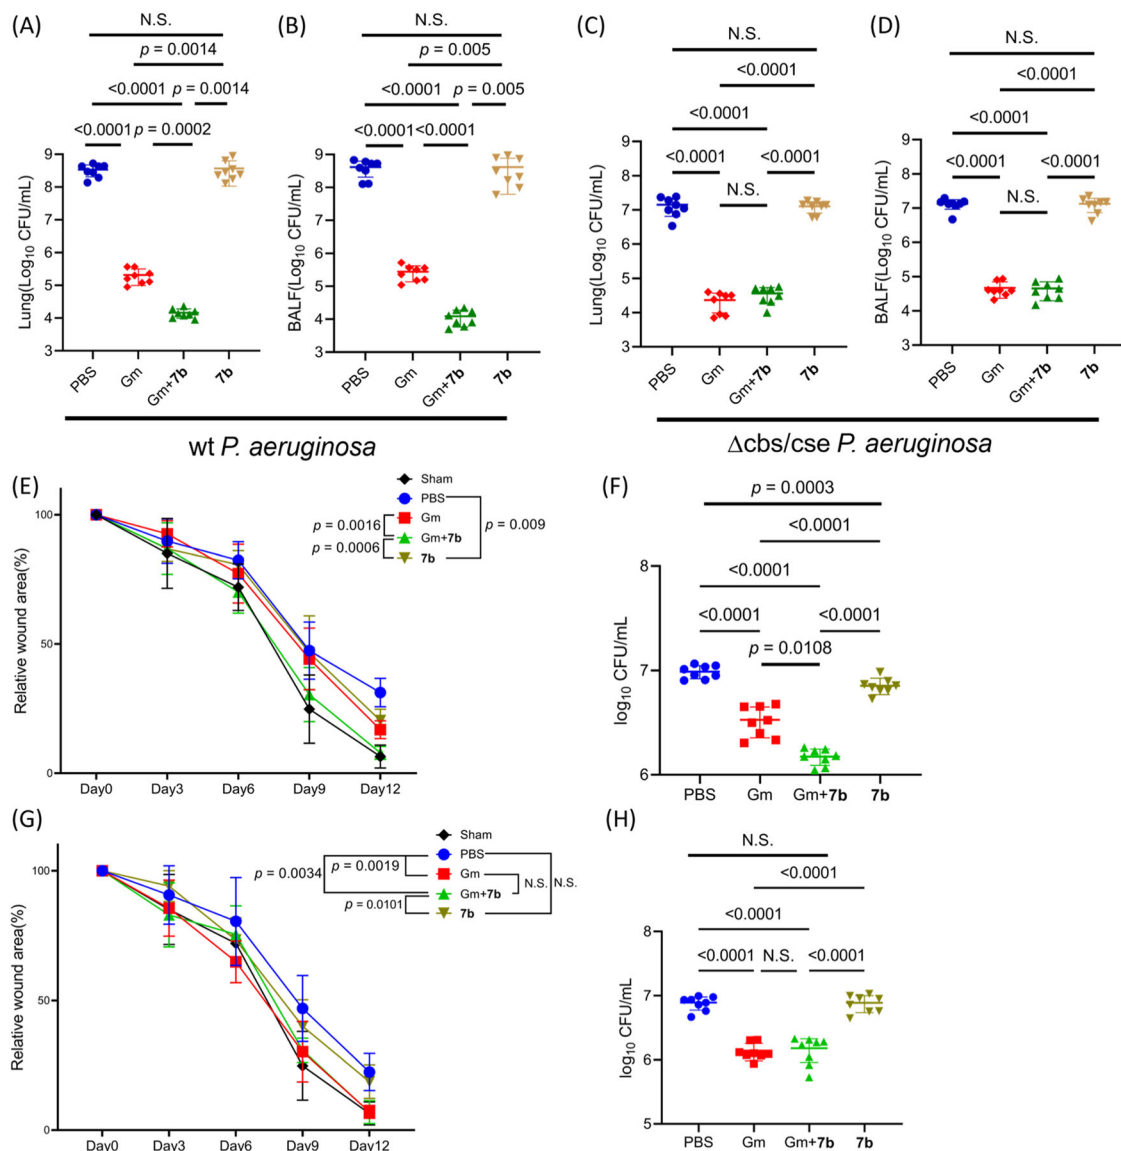 (A)
N.S.
p = 0.0014
<0.0001 p = 0.0014
<0.0001 p = 0.0002
Lung(Log10 CFU/mL)
9
8
7
6
5
4
3
PBS
Gm
Gm+7b
7b
(B)
N.S.
p = 0.005
<0.0001 p = 0.005
<0.0001 <0.0001
BALF(Log10 CFU/mL)
9
8
7
6
5
4
3
PBS
Gm
Gm+7b
7b
wt P. aeruginosa
(C)
N.S.
<0.0001
<0.0001
<0.0001 <0.0001
N.S.
Lung(Log10 CFU/mL)
9
8
7
6
5
4
3
PBS
Gm
Gm+7b
7b
(D)
N.S.
<0.0001
<0.0001
<0.0001 <0.0001
N.S.
BALF(Log10 CFU/mL)
9
8
7
6
5
4
3
PBS
Gm
Gm+7b
7b
Δcbs/cse P. aeruginosa
(E)
Relative wound area(%)
100
50
0
Day0 Day3 Day6 Day9 Day12
Sham
PBS
Gm
Gm+7b
7b
p = 0.0016
p = 0.0006
p = 0.009
(F)
p = 0.0003
<0.0001
<0.0001
<0.0001 <0.0001
p = 0.0108
log10 CFU/mL
8
7
6
PBS Gm Gm+7b 7b
(G)
Relative wound area(%)
100
50
0
Day0 Day3 Day6 Day9 Day12
Sham
PBS
Gm
Gm+7b
7b
p = 0.0034
p = 0.0019
p = 0.0101
N.S.
N.S.
(H)
N.S.
<0.0001
<0.0001
<0.0001 N.S. <0.0001
log10 CFU/mL
8
7
6
5
PBS Gm Gm+7b 7b